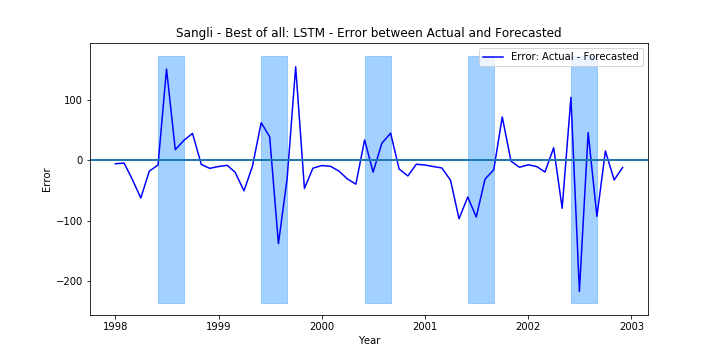 Sangli - Best of all: LSTM - Error between Actual and Forecasted
Error: Actual - Forecasted
100
0
−100
−200
Error
1998
1999
2000
2001
2002
2003
Year